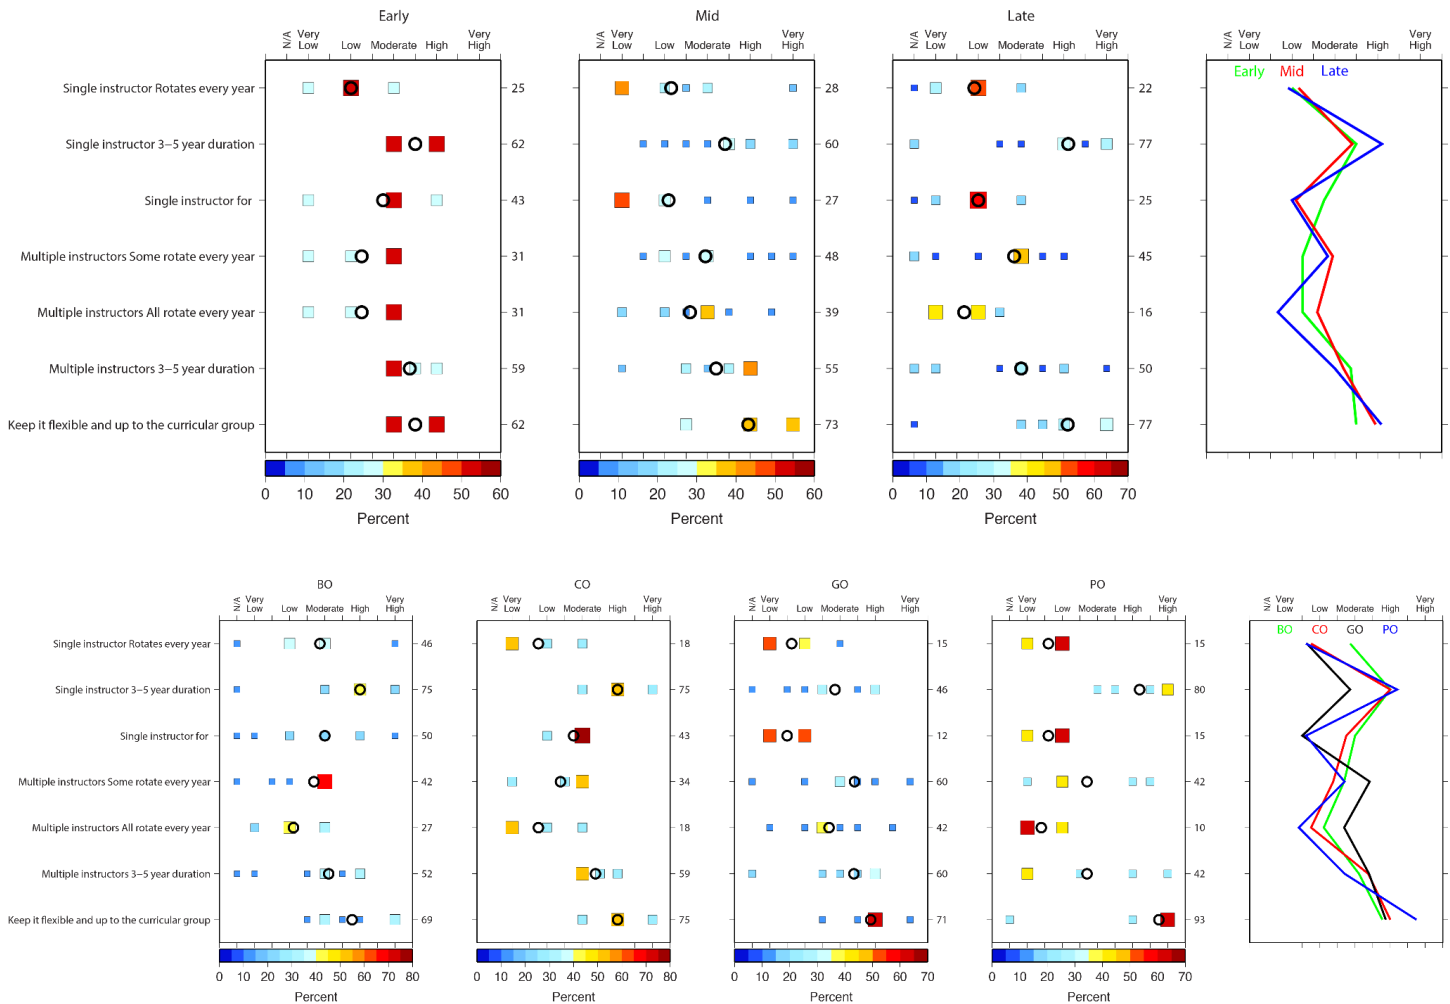 Early Mid Late
N/A Very Low Low Moderate High Very High N/A Very Low Low Moderate High Very High N/A Very Low Low Moderate High Very High N/A Very Low Low Moderate High Very High
Early Mid Late
Single instructor Rotates every year 25 28 22
Single instructor 3−5 year duration 62 60 77
Single instructor for 43 27 25
Multiple instructors Some rotate every year 31 48 45
Multiple instructors All rotate every year 31 39 16
Multiple instructors 3−5 year duration 59 55 50
Keep it flexible and up to the curricular group 62 73 77
0 10 20 30 40 50 60 0 10 20 30 40 50 60 0 10 20 30 40 50 60 70
Percent Percent Percent
BO CO GO PO
N/A Very Low Low Moderate High Very High N/A Very Low Low Moderate High Very High N/A Very Low Low Moderate High Very High N/A Very Low Low Moderate High Very High N/A Very Low Low Moderate High Very High
BO CO GO PO
Single instructor Rotates every year 46 18 15 15
Single instructor 3−5 year duration 75 75 46 80
Single instructor for 50 43 12 15
Multiple instructors Some rotate every year 42 34 60 42
Multiple instructors All rotate every year 27 18 42 10
Multiple instructors 3−5 year duration 52 59 60 42
Keep it flexible and up to the curricular group 69 75 71 93
0 10 20 30 40 50 60 70 80 0 10 20 30 40 50 60 70 80 0 10 20 30 40 50 60 70 0 10 20 30 40 50 60 70
Percent Percent Percent Percent